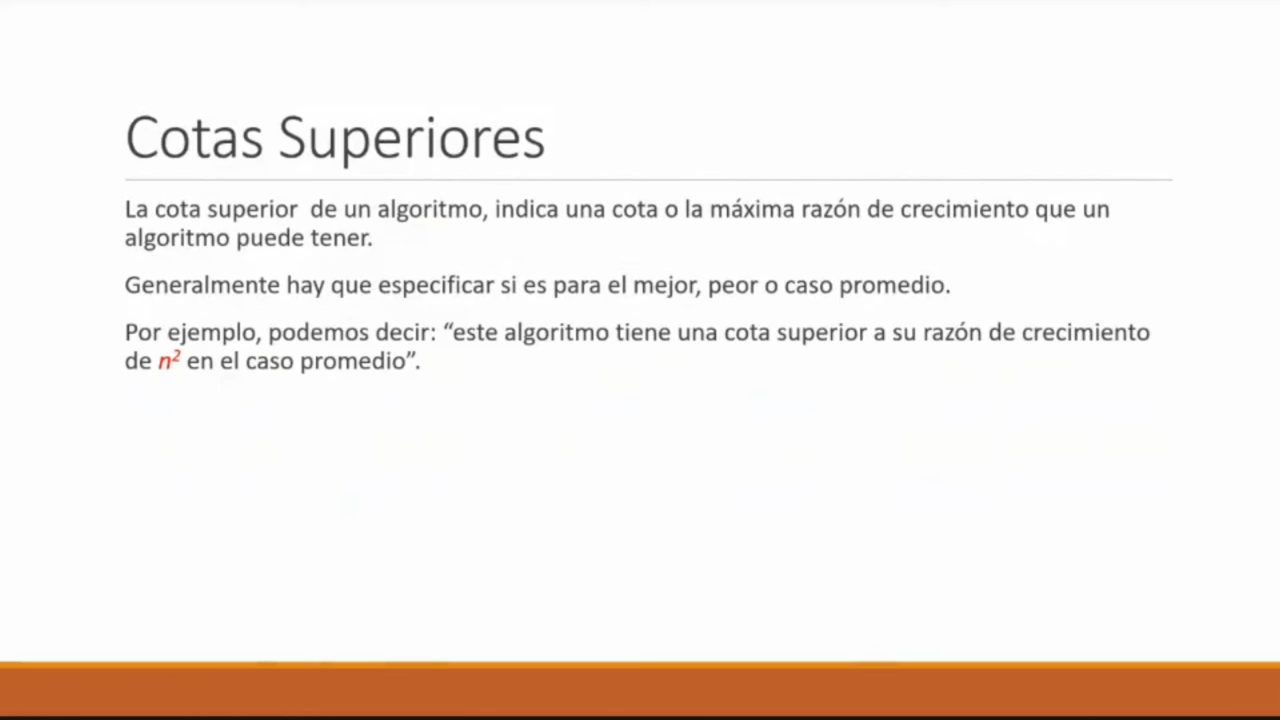 Cotas Superiores
La cota superior  de un algoritmo, indica una cota o la máxima razón de crecimiento que un
algoritmo puede tener.
Generalmente hay que especificar si es para el mejor, peor o caso promedio.
Por ejemplo, podemos decir: “este algoritmo tiene una cota superior a su razón de crecimiento
de n² en el caso promedio”.